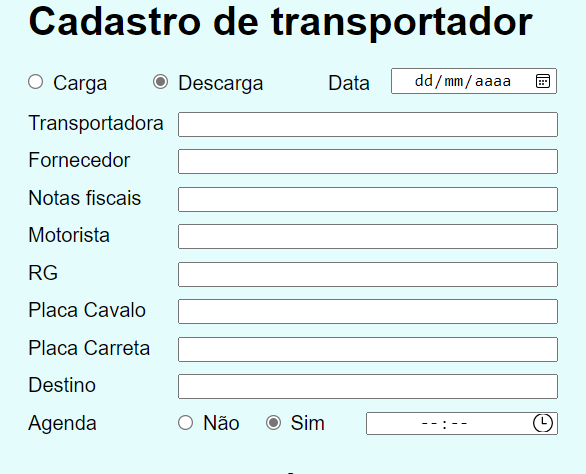 Cadastro de transportador
Carga Descarga Data dd/mm/aaaa
Transportadora
Fornecedor
Notas fiscais
Motorista
RG
Placa Cavalo
Placa Carreta
Destino
Agenda Não Sim --:--